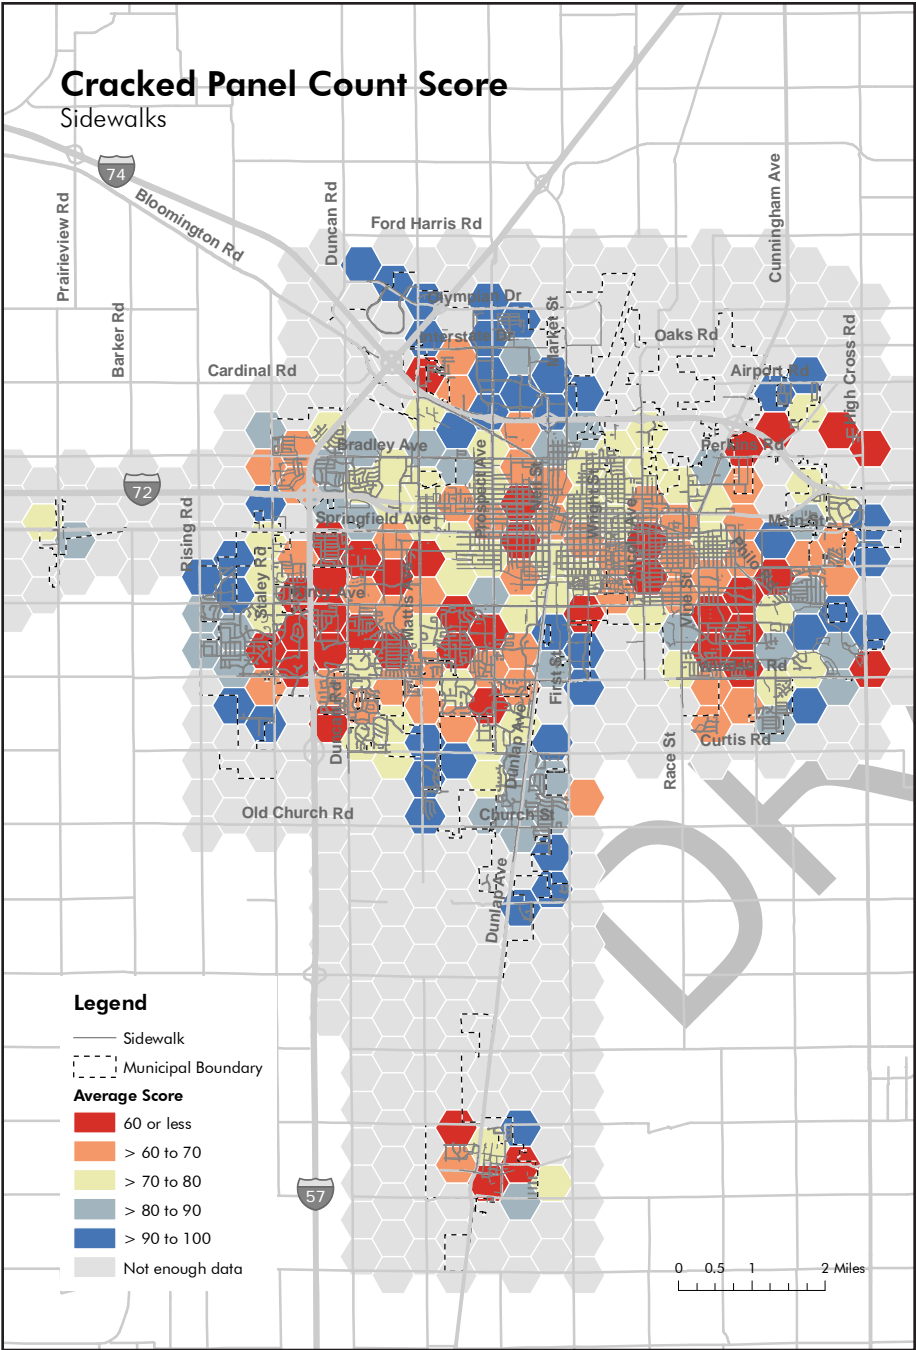 Cracked Panel Count Score
Sidewalks
74
Bloomington Rd
Prairieview Rd
Barker Rd
Duncan Rd
Ford Harris Rd
Cunningham Ave
Olympian Dr
Interstate Dr
Market St
Oaks Rd
Cardinal Rd
Airport Rd
High Cross Rd
Bradley Ave
Perkins Rd
72
Prospect Ave
Wright St
Rising Rd
Springfield Ave
Main St
Staley Rd
Philo
Mattis
Vine St
First St
Duncan Rd
Race St
Curtis Rd
Dunlap Ave
Old Church Rd
Church St
Dunlap Ave
DR
Legend
Sidewalk
Municipal Boundary
Average Score
60 or less
> 60 to 70
> 70 to 80
> 80 to 90
> 90 to 100
Not enough data
57
0 0.5 1 2 Miles